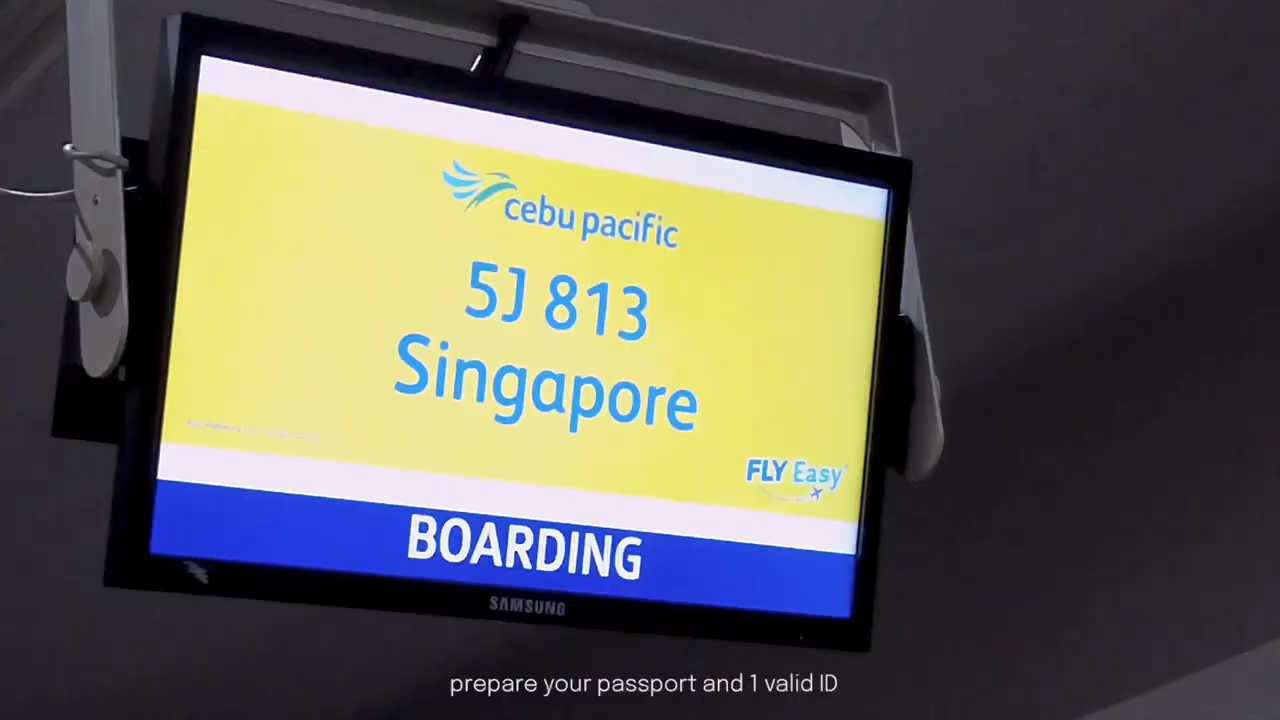 cebu pacific
5J 813
Singapore
FLY Easy
BOARDING
SAMSUNG
prepare your passport and 1 valid ID